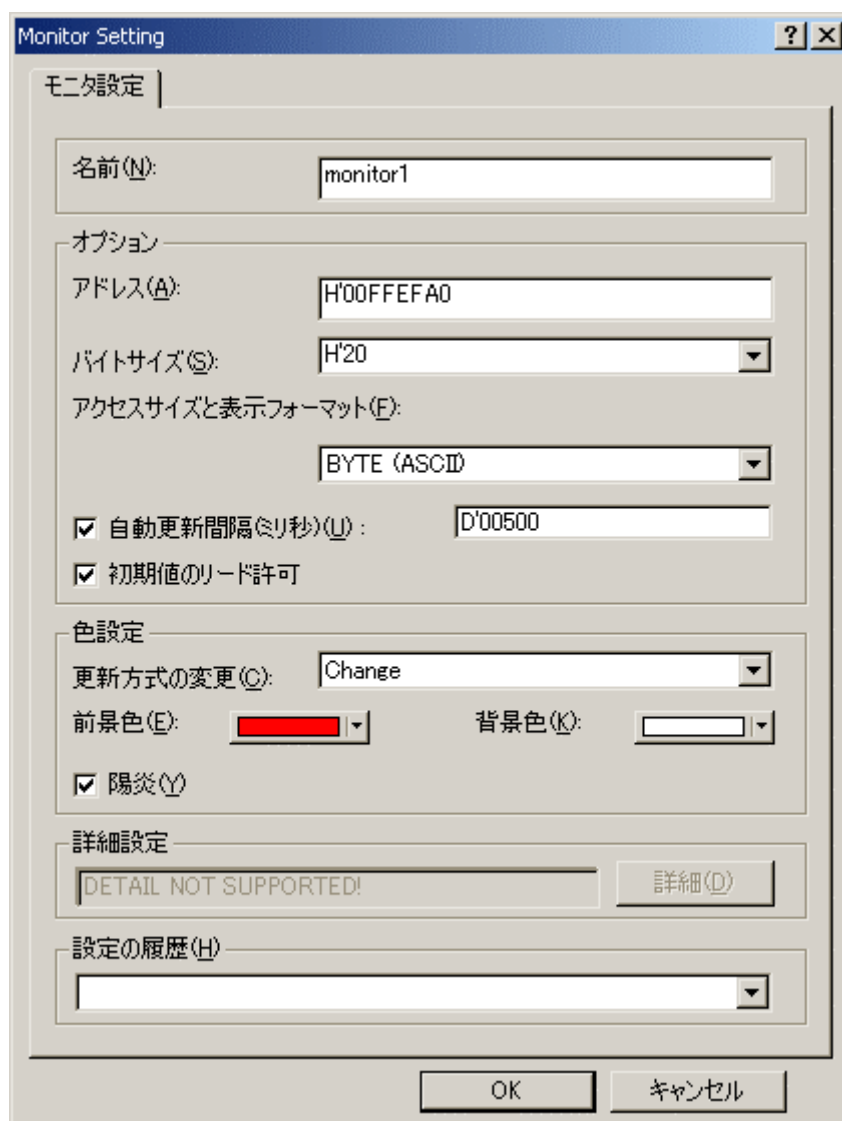 Monitor Setting
モニタ設定
名前(N):
monitor1
オプション
アドレス(A):
H'00FFEFA0
バイトサイズ(S):
H'20
アクセスサイズと表示フォーマット(F):
BYTE (ASCII)
自動更新間隔(ミリ秒)(U) :
D'00500
初期値のリード許可
色設定
更新方式の変更(C):
Change
前景色(E):
背景色(K):
陽炎(Y)
詳細設定
DETAIL NOT SUPPORTED!
詳細(D)
設定の履歴(H)
OK
キャンセル